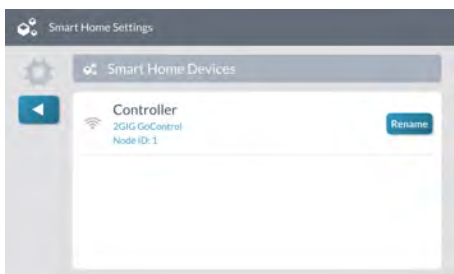 Smart Home Settings
Smart Home Devices
Controller
2GIG GoControl
Node ID: 1
Rename